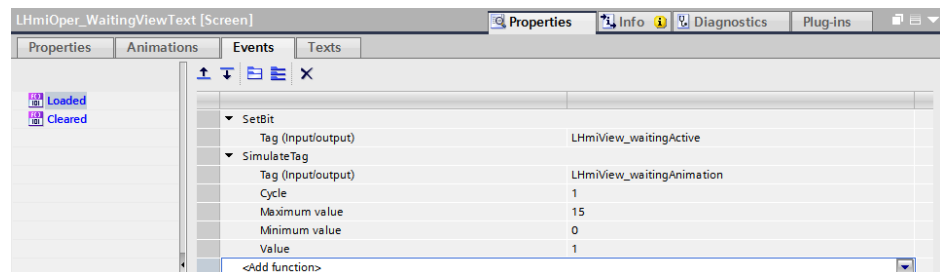 LHmiOper_WaitingViewText [Screen]
Properties Info Diagnostics Plug-ins
Properties Animations Events Texts
Loaded
Cleared
SetBit
Tag (Input/output) LHmiView_waitingActive
SimulateTag
Tag (Input/output) LHmiView_waitingAnimation
Cycle 1
Maximum value 15
Minimum value 0
Value 1
<Add function>